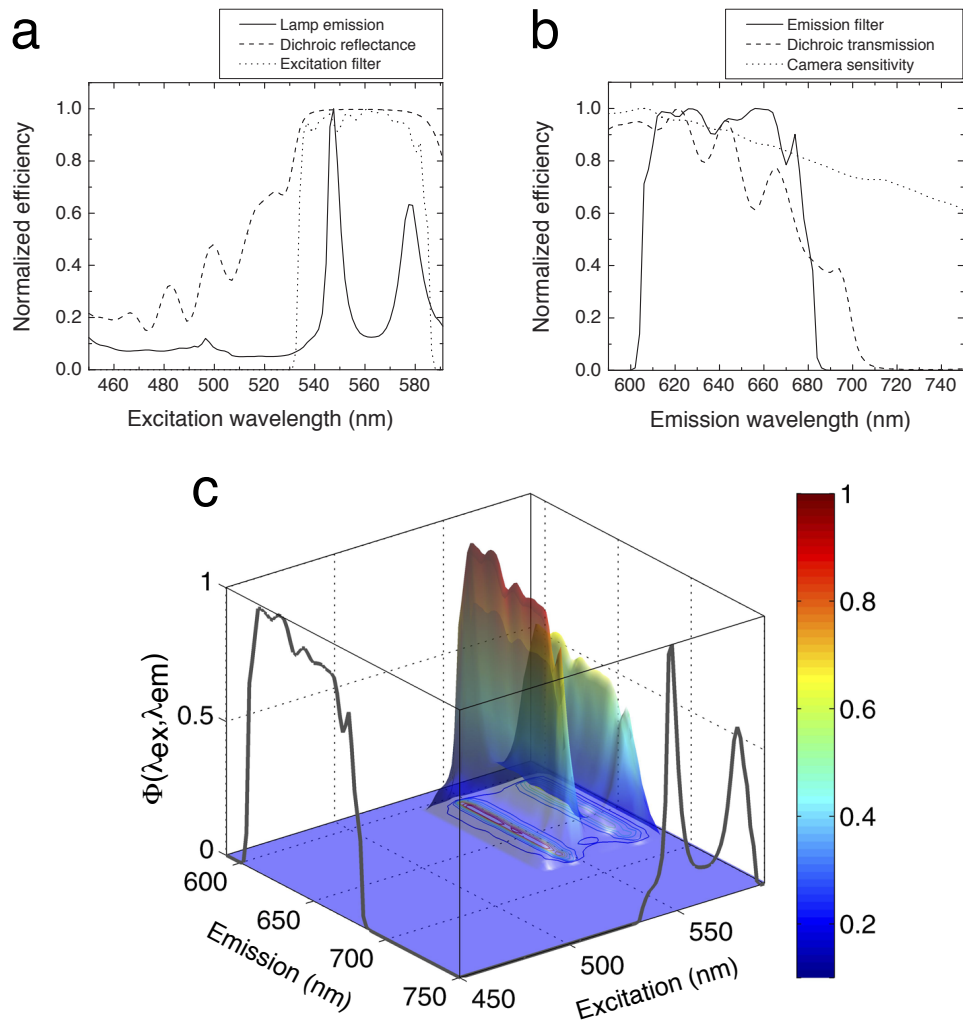 a
Lamp emission
Dichroic reflectance
Excitation filter
1.0
0.8
0.6
0.4
0.2
0.0
Normalized efficiency
460 480 500 520 540 560 580
Excitation wavelength (nm)
b
Emission filter
Dichroic transmission
Camera sensitivity
1.0
0.8
0.6
0.4
0.2
0.0
Normalized efficiency
600 620 640 660 680 700 720 740
Emission wavelength (nm)
c
1
0.5
0
Φ(λex,λem)
600
650
700
750
Emission (nm)
450
500
550
Excitation (nm)
1
0.8
0.6
0.4
0.2